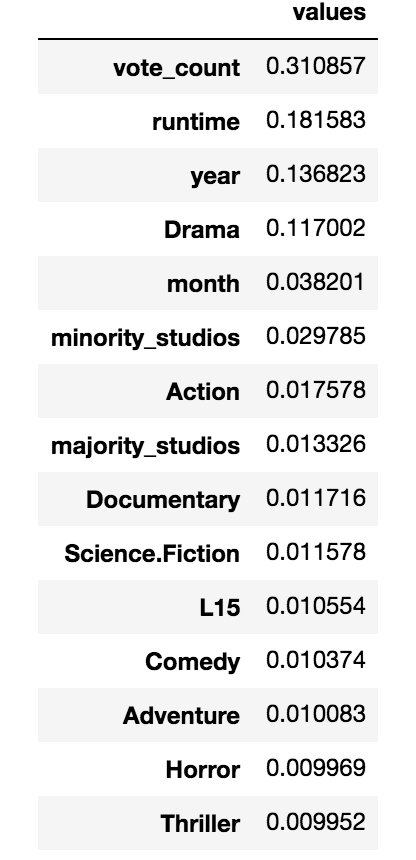 values
vote_count 0.310857
runtime 0.181583
year 0.136823
Drama 0.117002
month 0.038201
minority_studios 0.029785
Action 0.017578
majority_studios 0.013326
Documentary 0.011716
Science.Fiction 0.011578
L15 0.010554
Comedy 0.010374
Adventure 0.010083
Horror 0.009969
Thriller 0.009952